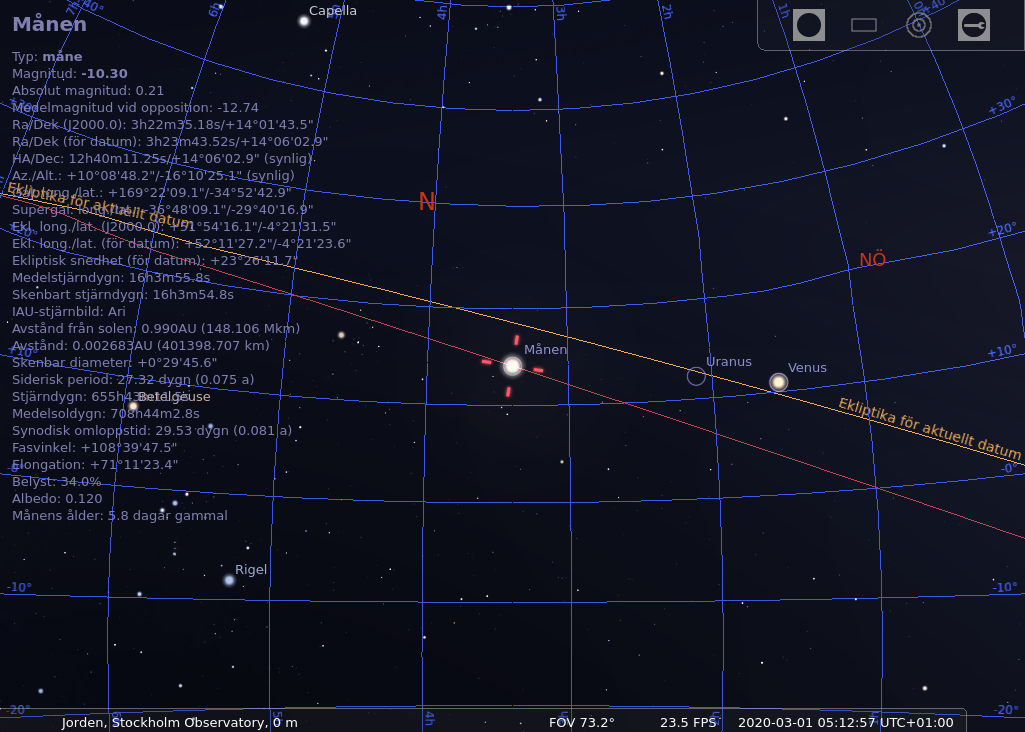 Månen
Typ: måne
Magnitud: -10.30
Absolut magnitud: 0.21
Medelmagnitud vid opposition: -12.74
Ra/Dek (J2000.0): 3h22m35.18s/+14°01'43.5"
Ra/Dek (för datum): 3h23m43.52s/+14°06'02.9"
HA/Dec: 12h40m11.25s/+14°06'02.9" (synlig)
Az./Alt.: +10°08'48.2"/-16°10'25.1" (synlig)
Gal. long./lat.: +169°22'09.1"/-34°52'42.9"
Supergal. long./lat.: -36°48'09.1"/-29°40'16.9"
Ekl. long./lat. (J2000.0): +51°54'16.1"/-4°21'31.5"
Ekl. long./lat. (för datum): +52°11'27.2"/-4°21'23.6"
Ekliptisk snedhet (för datum): +23°26'11.7"
Medelstjärndygn: 16h3m55.8s
Skenbart stjärndygn: 16h3m54.8s
IAU-stjärnbild: Ari
Avstånd från solen: 0.990AU (148.106 Mkm)
Avstånd: 0.002683AU (401398.707 km)
Skenbar diameter: +0°29'45.6"
Siderisk period: 27.32 dygn (0.075 a)
Stjärndygn:
Medelsoldygn: 708h44m2.8s
Synodisk omloppstid: 29.53 dygn (0.081 a)
Fasvinkel: +108°39'47.5"
Elongation: +71°11'23.4"
Belyst: 34.0%
Albedo: 0.120
Månens ålder: 5.8 dagar gammal
Capella
7h
6h
4h
3h
2h
1h
+40°
+40°
+30°
+30°
+20°
+20°
+10°
+10°
-0°
-0°
-10°
-10°
-20°
-20°
Ekliptika för aktuellt datum
N
NÖ
Månen
Uranus
Venus
Ekliptika för aktuellt datum
Betelgeuse
Rigel
6h
5h
4h
Jorden, Stockholm Observatory, 0 m
FOV 73.2°
23.5 FPS
2020-03-01 05:12:57 UTC+01:00